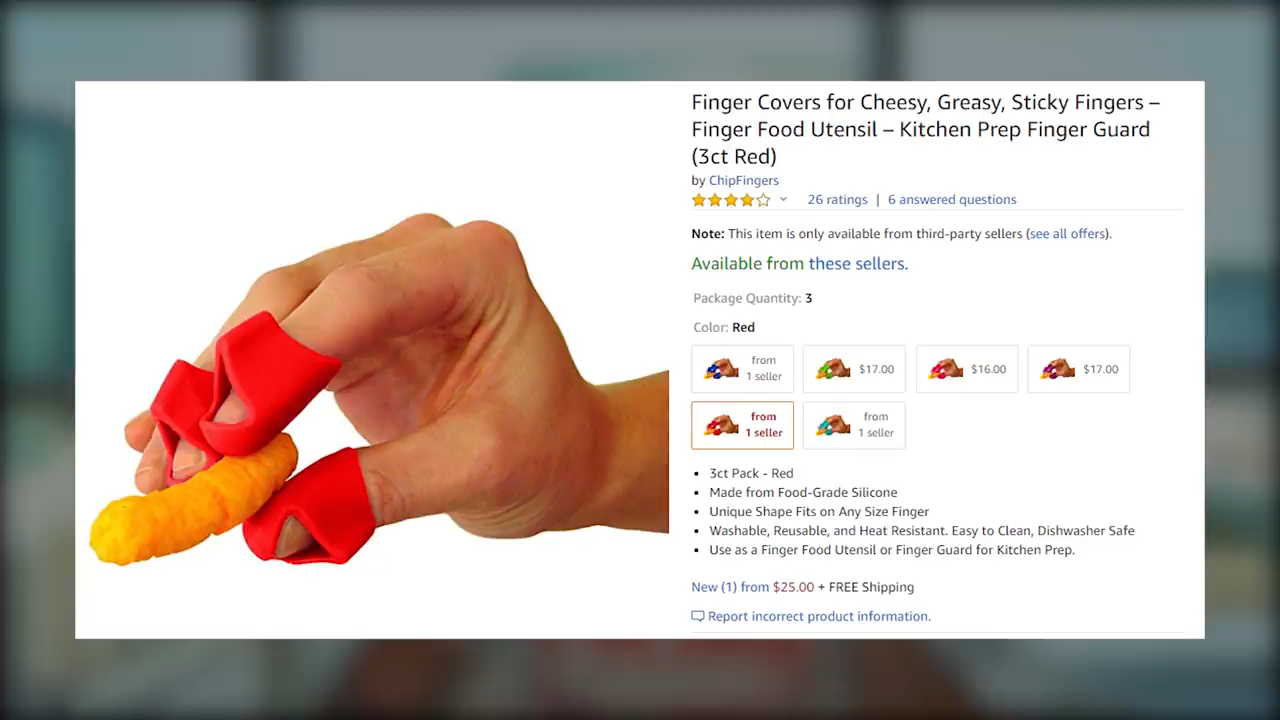 Finger Covers for Cheesy, Greasy, Sticky Fingers –
Finger Food Utensil – Kitchen Prep Finger Guard
(3ct Red)
by ChipFingers
26 ratings | 6 answered questions
Note: This item is only available from third-party sellers (see all offers).
Available from these sellers.
Package Quantity: 3
Color: Red
from 1 seller
$17.00
$16.00
$17.00
from 1 seller
from 1 seller
• 3ct Pack - Red
• Made from Food-Grade Silicone
• Unique Shape Fits on Any Size Finger
• Washable, Reusable, and Heat Resistant. Easy to Clean, Dishwasher Safe
• Use as a Finger Food Utensil or Finger Guard for Kitchen Prep.
New (1) from $25.00 + FREE Shipping
Report incorrect product information.